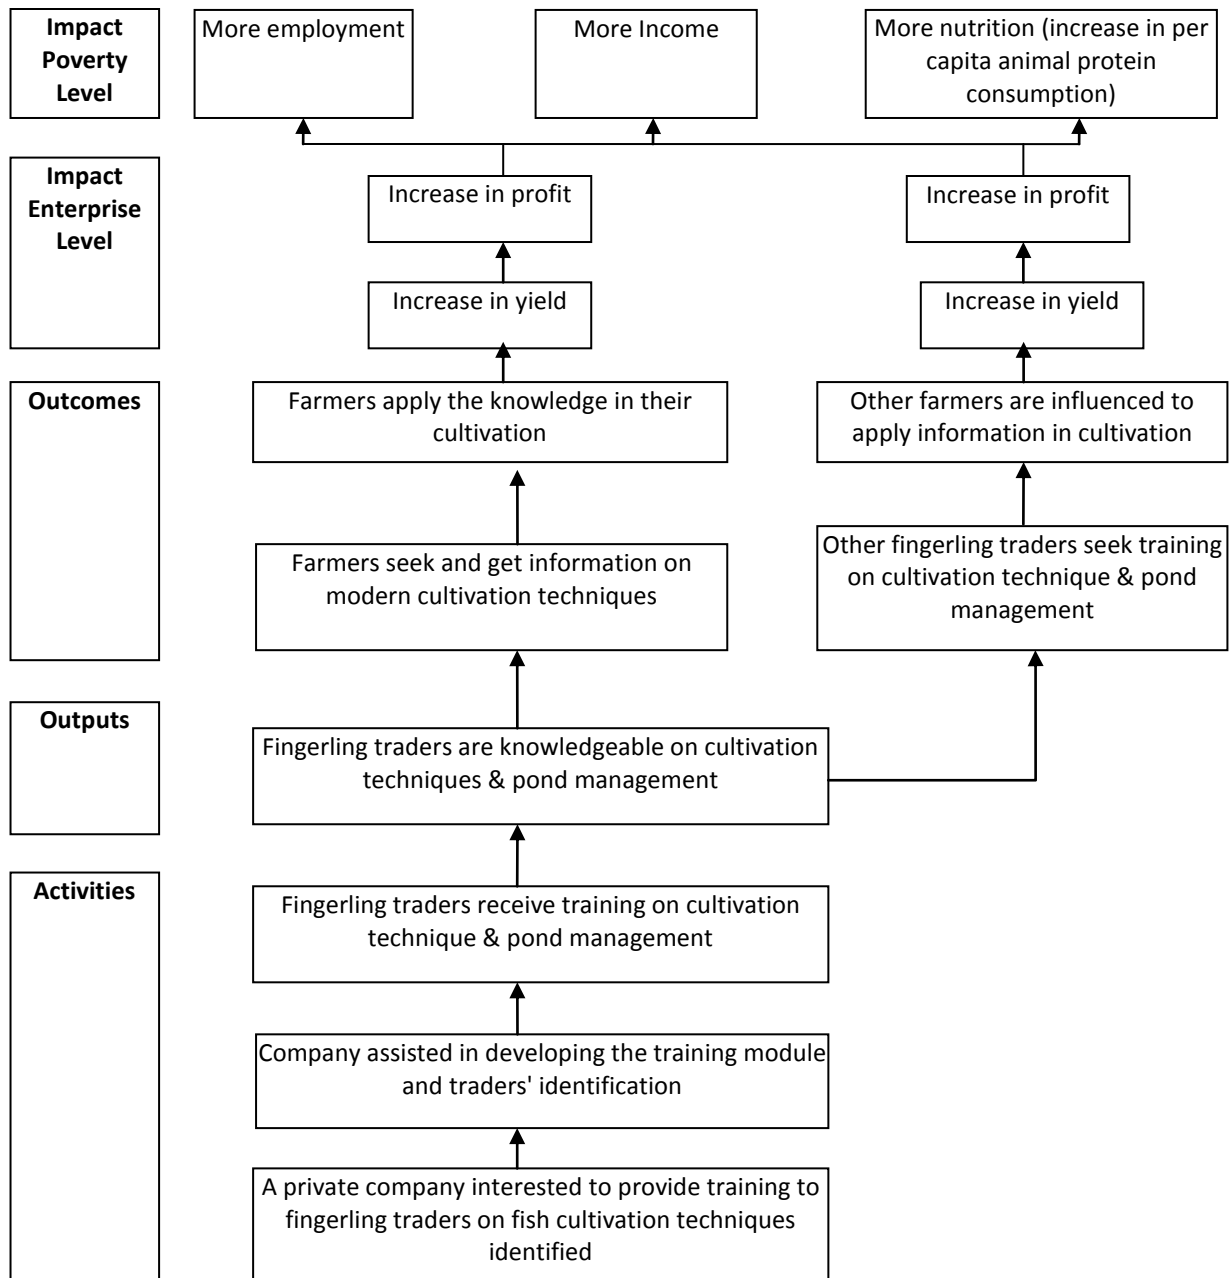 Impact
Poverty
Level
More employment
More Income
More nutrition (increase in per
capita animal protein
consumption)
Impact
Enterprise
Level
Increase in profit
Increase in profit
Increase in yield
Increase in yield
Outcomes
Farmers apply the knowledge in their
cultivation
Other farmers are influenced to
apply information in cultivation
Farmers seek and get information on
modern cultivation techniques
Other fingerling traders seek training
on cultivation technique & pond
management
Outputs
Fingerling traders are knowledgeable on cultivation
techniques & pond management
Activities
Fingerling traders receive training on cultivation
technique & pond management
Company assisted in developing the training module
and traders' identification
A private company interested to provide training to
fingerling traders on fish cultivation techniques
identified